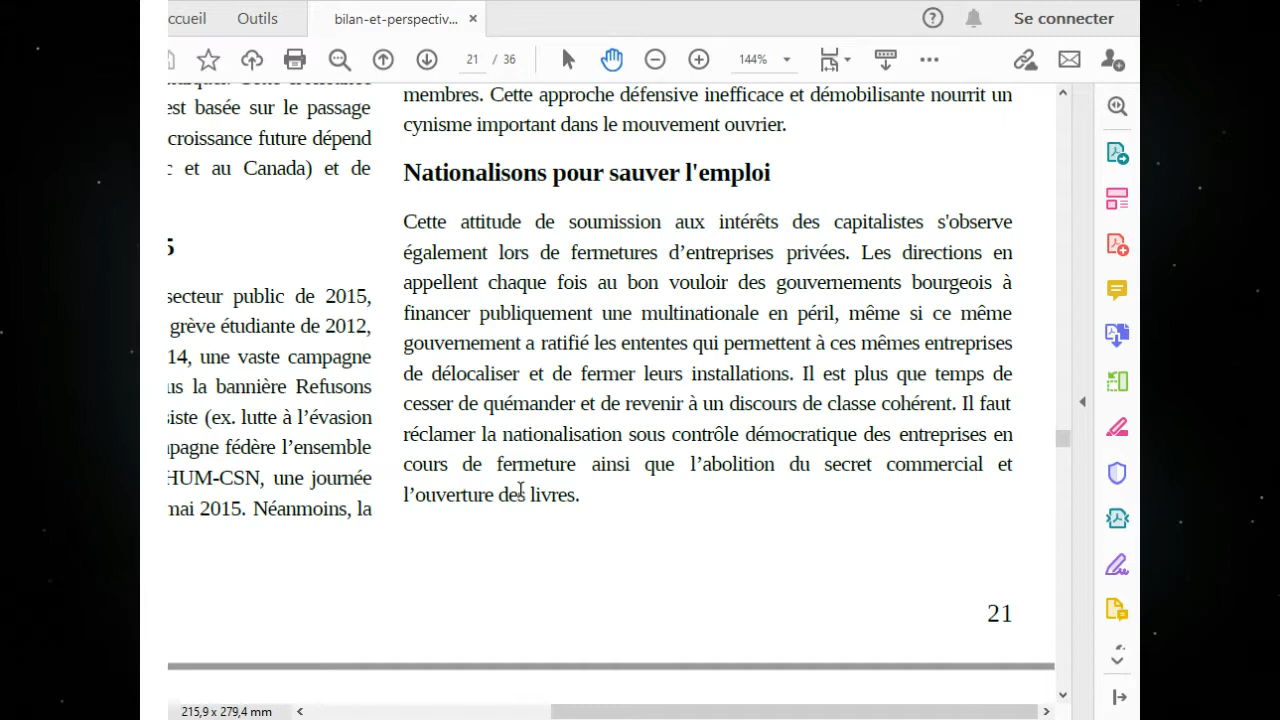 ccueil
Outils
bilan-et-perspectiv... ×
Se connecter
21 / 36
144%
est basée sur le passage
croissance future dépend
c et au Canada) et de
5
secteur public de 2015,
grève étudiante de 2012,
14, une vaste campagne
us la bannière Refusons
siste (ex. lutte à l’évasion
npagne fédère l’ensemble
HUM-CSN, une journée
mai 2015. Néanmoins, la
membres. Cette approche défensive inefficace et démobilisante nourrit un
cynisme important dans le mouvement ouvrier.
Nationalisons pour sauver l'emploi
Cette attitude de soumission aux intérêts des capitalistes s'observe
également lors de fermetures d’entreprises privées. Les directions en
appellent chaque fois au bon vouloir des gouvernements bourgeois à
financer publiquement une multinationale en péril, même si ce même
gouvernement a ratifié les ententes qui permettent à ces mêmes entreprises
de délocaliser et de fermer leurs installations. Il est plus que temps de
cesser de quémander et de revenir à un discours de classe cohérent. Il faut
réclamer la nationalisation sous contrôle démocratique des entreprises en
cours de fermeture ainsi que l’abolition du secret commercial et
l’ouverture des livres.
21
215,9 x 279,4 mm